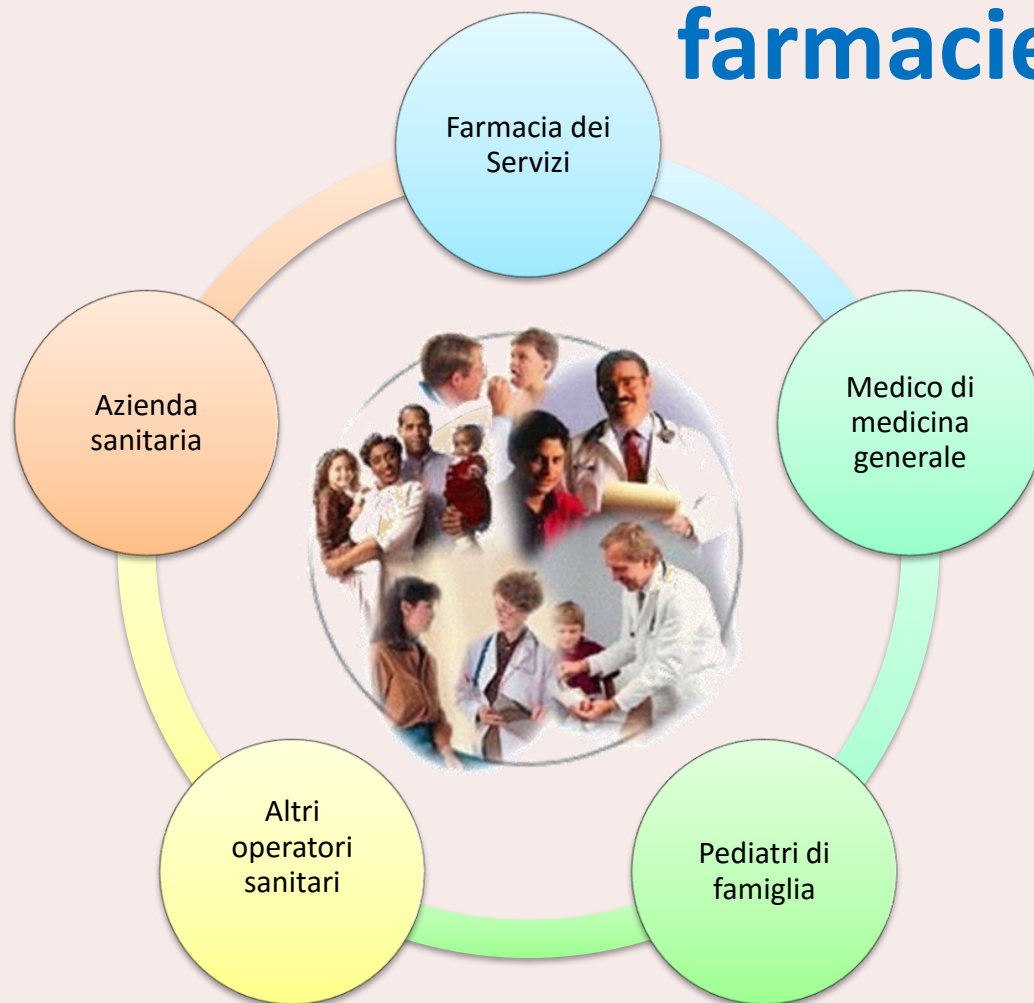 farmacie
Farmacia dei
Servizi
Medico di
medicina
generale
Pediatri di
famiglia
Altri
operatori
sanitari
Azienda
sanitaria